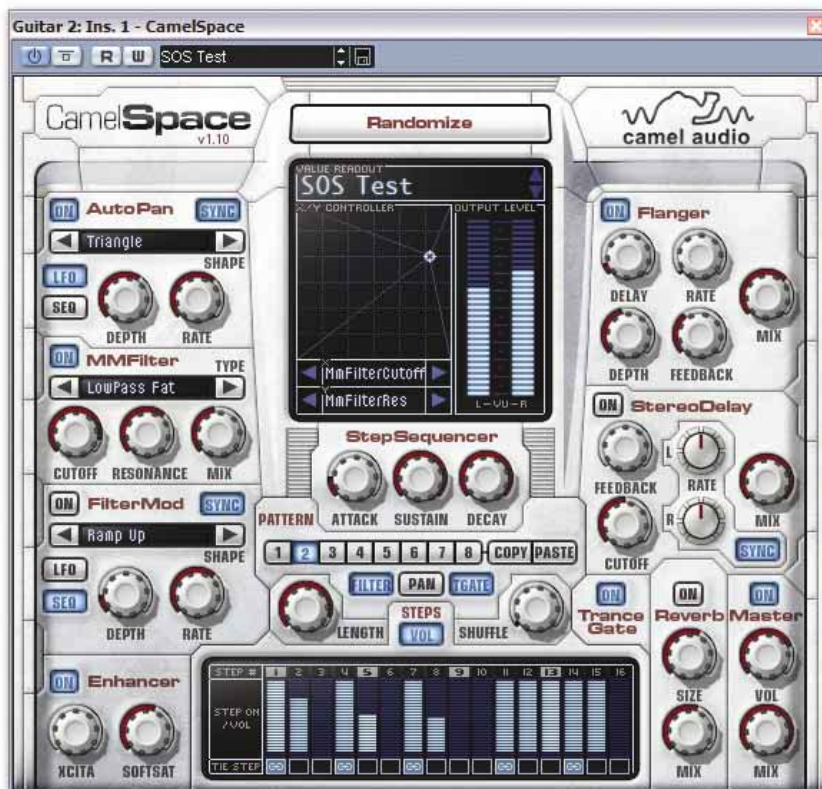 Guitar 2: Ins. 1 - CamelSpace
R W SOS Test
CamelSpace
v1.10
Randomize
camel audio
VALUE READOUT
SOS Test
X/Y CONTROLLER
OUTPUT LEVEL
X
MmFilterCutoff
Y
MmFilterRes
L-VU-R
ON AutoPan SYNC
Triangle
SHAPE
LFO
SEQ
DEPTH RATE
ON MMFilter TYPE
LowPass Fat
CUTOFF RESONANCE MIX
ON FilterMod SYNC
Ramp Up
SHAPE
LFO
SEQ
DEPTH RATE
ON Enhancer
XCITA SOFTSAT
StepSequencer
ATTACK SUSTAIN DECAY
PATTERN
1 2 3 4 5 6 7 8 COPY PASTE
FILTER PAN TGATE
STEPS
LENGTH VOL SHUFFLE
STEP # 1 2 3 4 5 6 7 8 9 10 11 12 13 14 15 16
STEP ON
/VOL
TIE STEP
ON Flanger
DELAY RATE
MIX
DEPTH FEEDBACK
ON StereoDelay
L
FEEDBACK RATE
R
MIX
CUTOFF SYNC
ON
Trance
Gate
ON
Reverb
SIZE
MIX
ON
Master
VOL
MIX